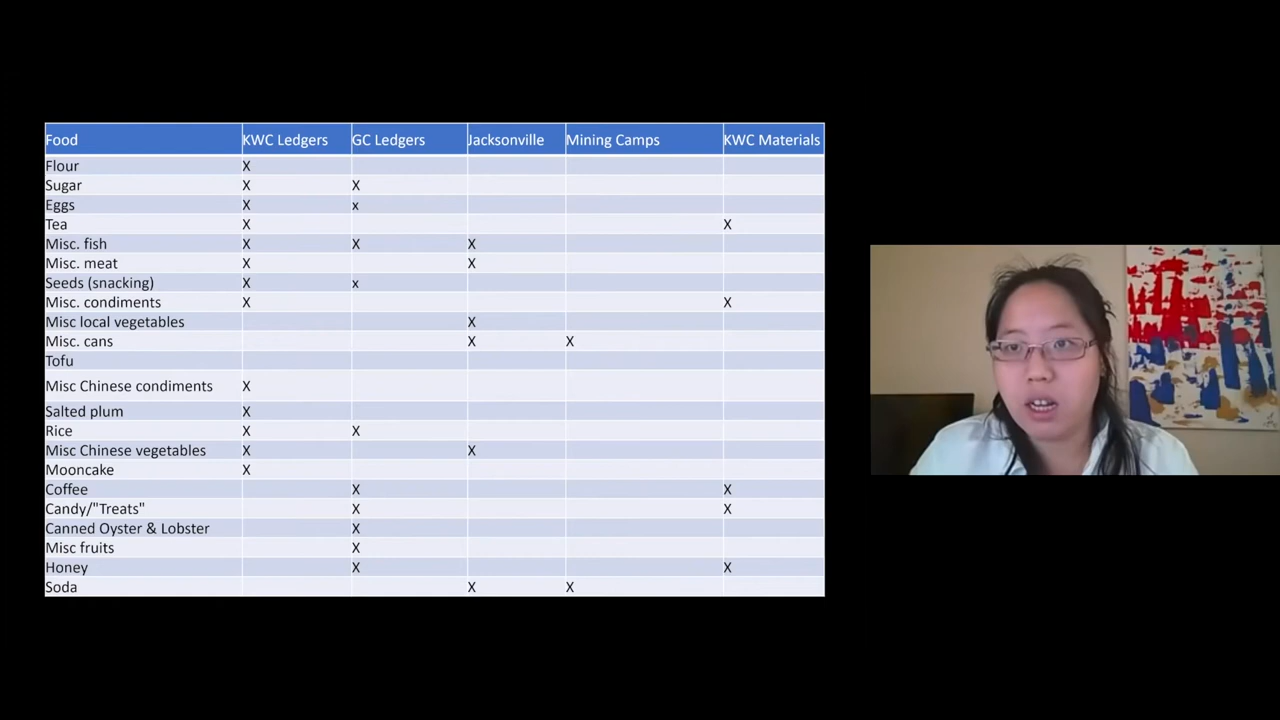 Food KWC Ledgers GC Ledgers Jacksonville Mining Camps KWC Materials
Flour X
Sugar X X
Eggs X x
Tea X X
Misc. fish X X X
Misc. meat X X
Seeds (snacking) X x
Misc. condiments X X
Misc local vegetables X
Misc. cans X X
Tofu
Misc Chinese condiments X
Salted plum X
Rice X X
Misc Chinese vegetables X X
Mooncake X
Coffee X X
Candy/"Treats" X X
Canned Oyster & Lobster X
Misc fruits X
Honey X X
Soda X X